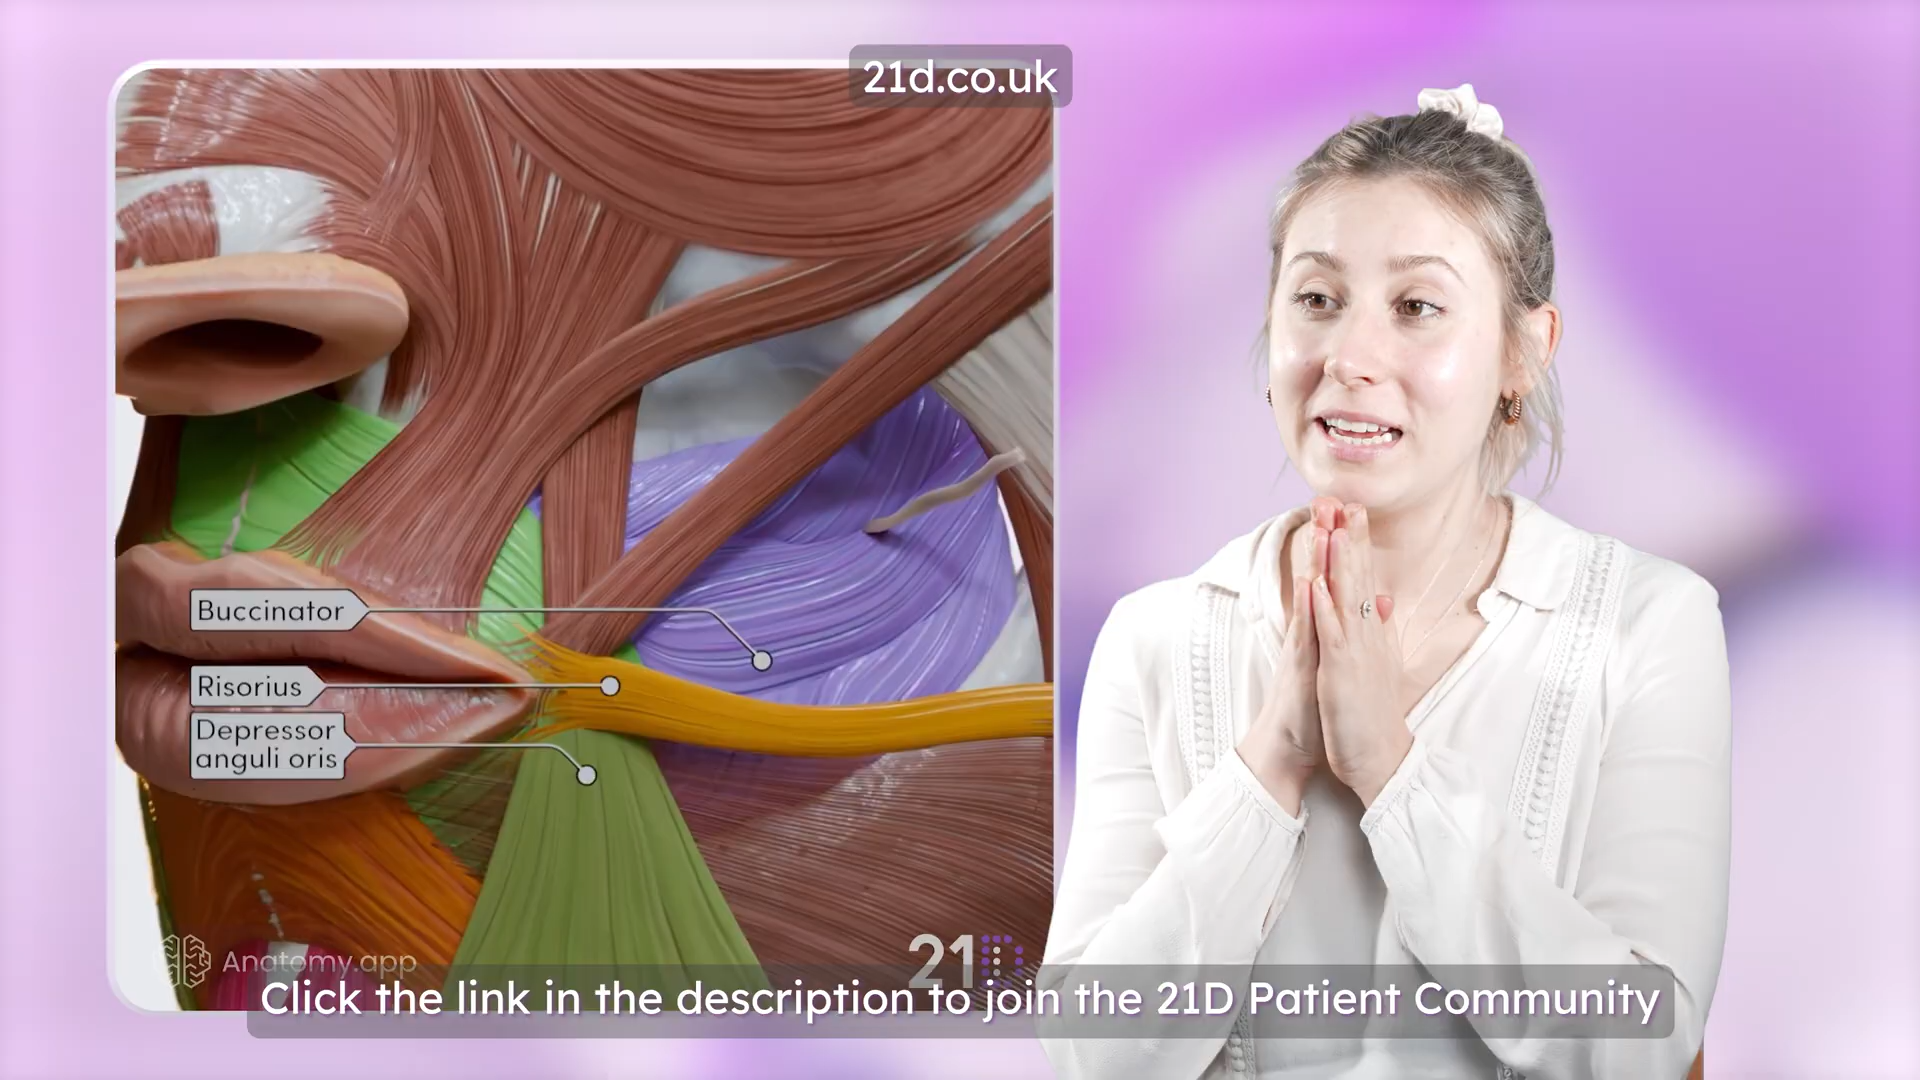 21d.co.uk
Buccinator
Risorius
Depressor
anguli oris
Anatomy.app
21D
Click the link in the description to join the 21D Patient Community